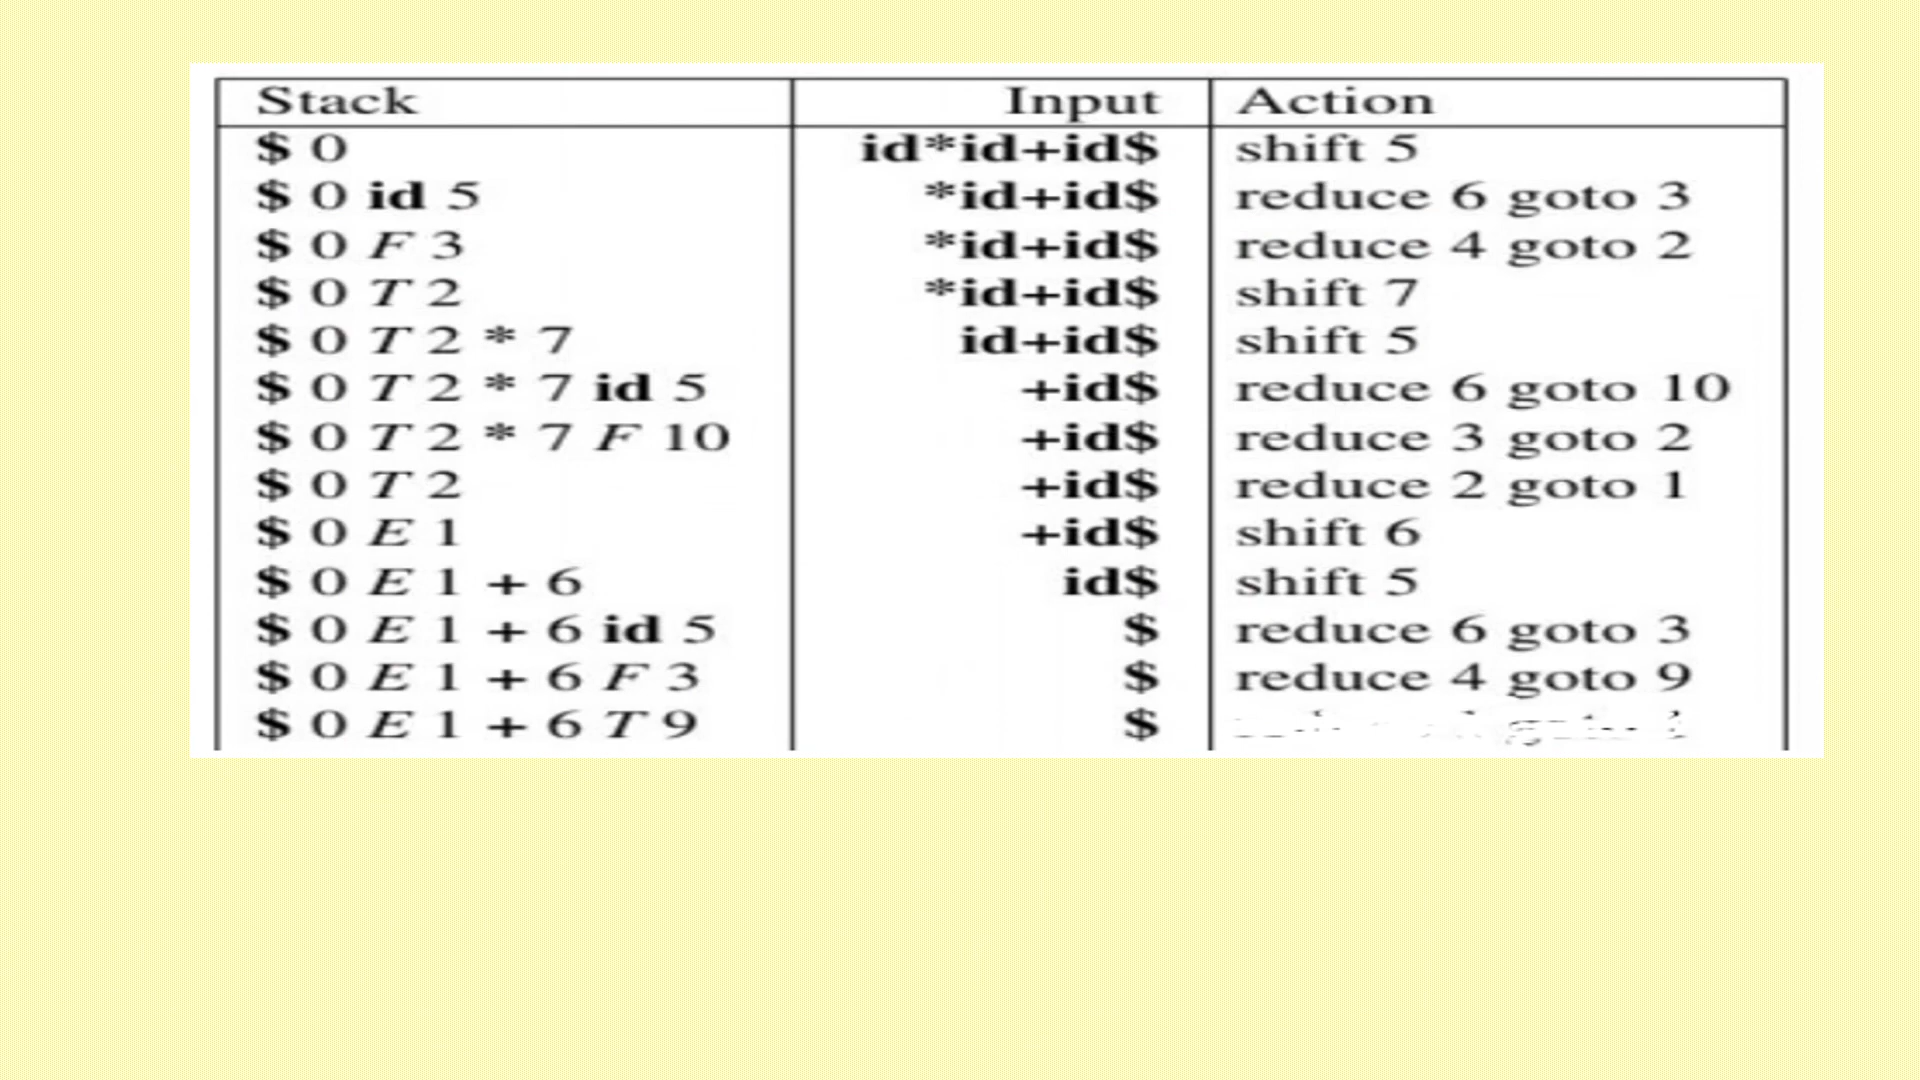 Stack Input Action
$ 0 id*id+id$ shift 5
$ 0 id 5 *id+id$ reduce 6 goto 3
$ 0 F 3 *id+id$ reduce 4 goto 2
$ 0 T 2 *id+id$ shift 7
$ 0 T 2 * 7 id+id$ shift 5
$ 0 T 2 * 7 id 5 +id$ reduce 6 goto 10
$ 0 T 2 * 7 F 10 +id$ reduce 3 goto 2
$ 0 T 2 +id$ reduce 2 goto 1
$ 0 E 1 +id$ shift 6
$ 0 E 1 + 6 id$ shift 5
$ 0 E 1 + 6 id 5 $ reduce 6 goto 3
$ 0 E 1 + 6 F 3 $ reduce 4 goto 9
$ 0 E 1 + 6 T 9 $